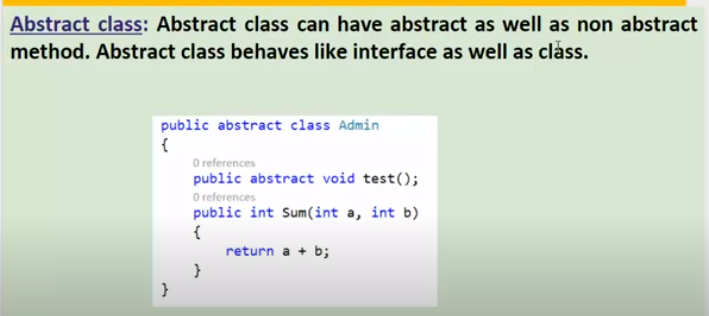 Abstract class: Abstract class can have abstract as well as non abstract
method. Abstract class behaves like interface as well as class.
public abstract class Admin
{
0 references
public abstract void test();
0 references
public int Sum(int a, int b)
{
return a + b;
}
}